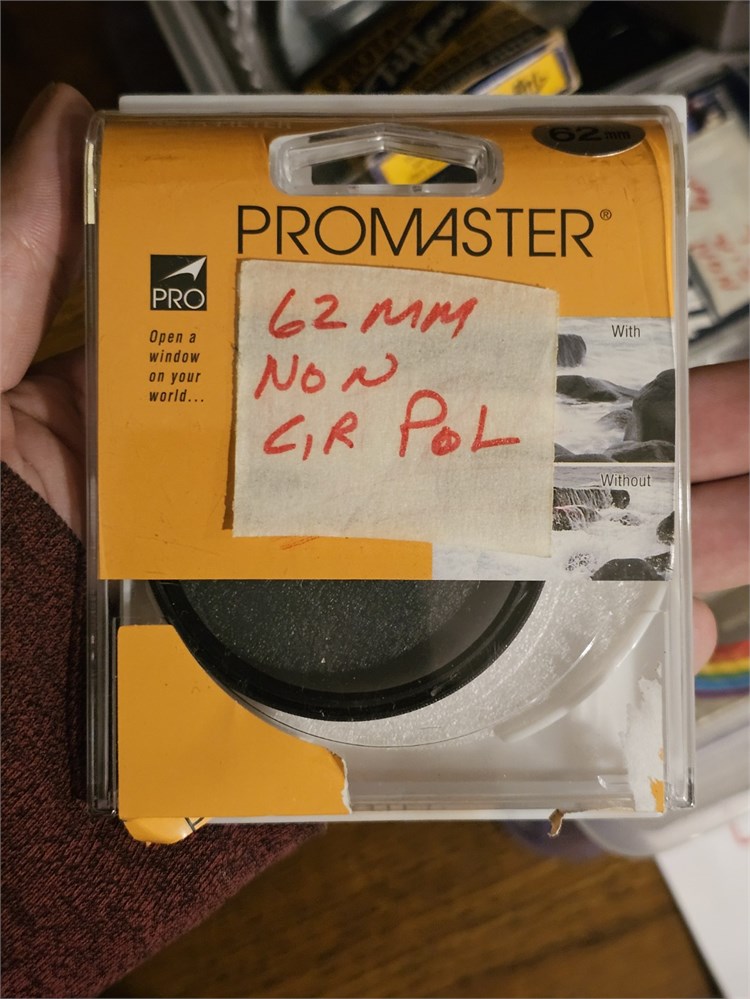 62mm
PROMASTER®
PRO
Open a
window
on your
world...
62 MM
NON
CIR POL
With
Without